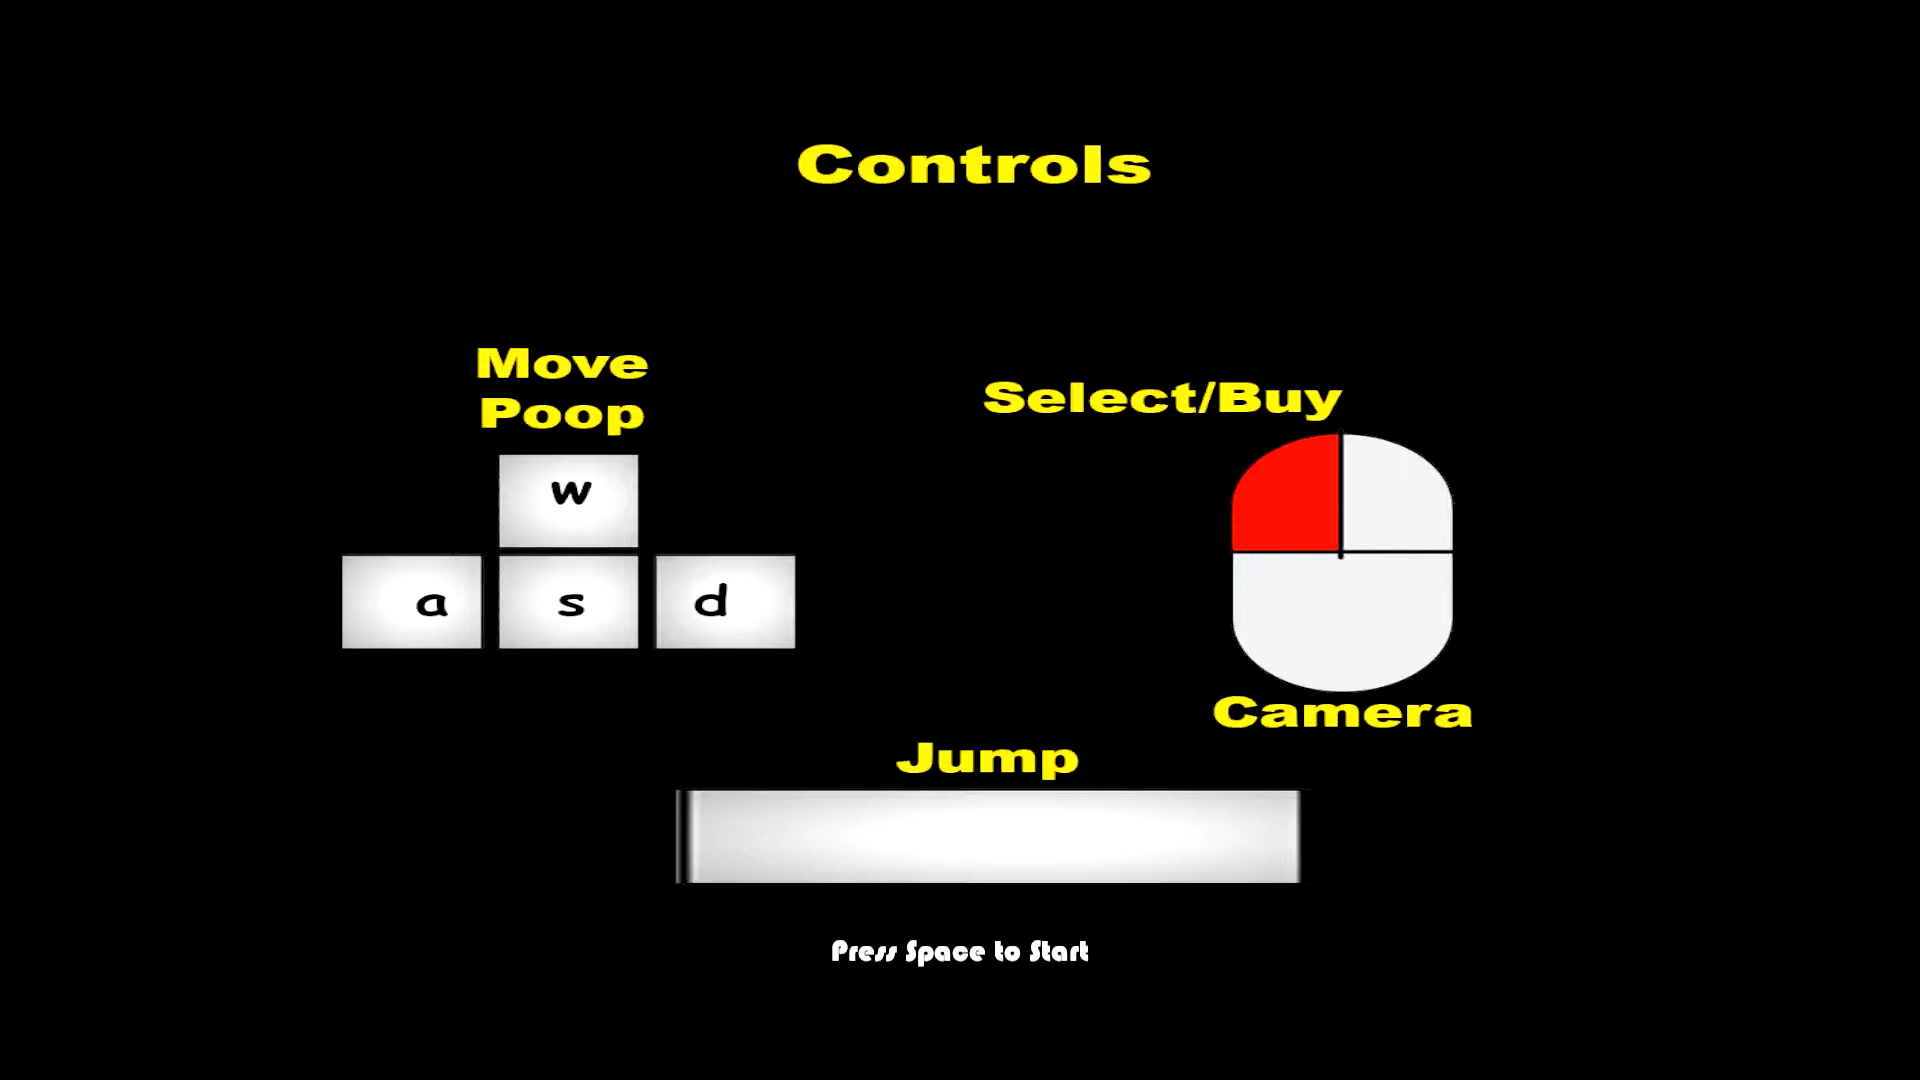 Controls
Move
Poop
w
a s d
Select/Buy
Camera
Jump
Press Space to Start